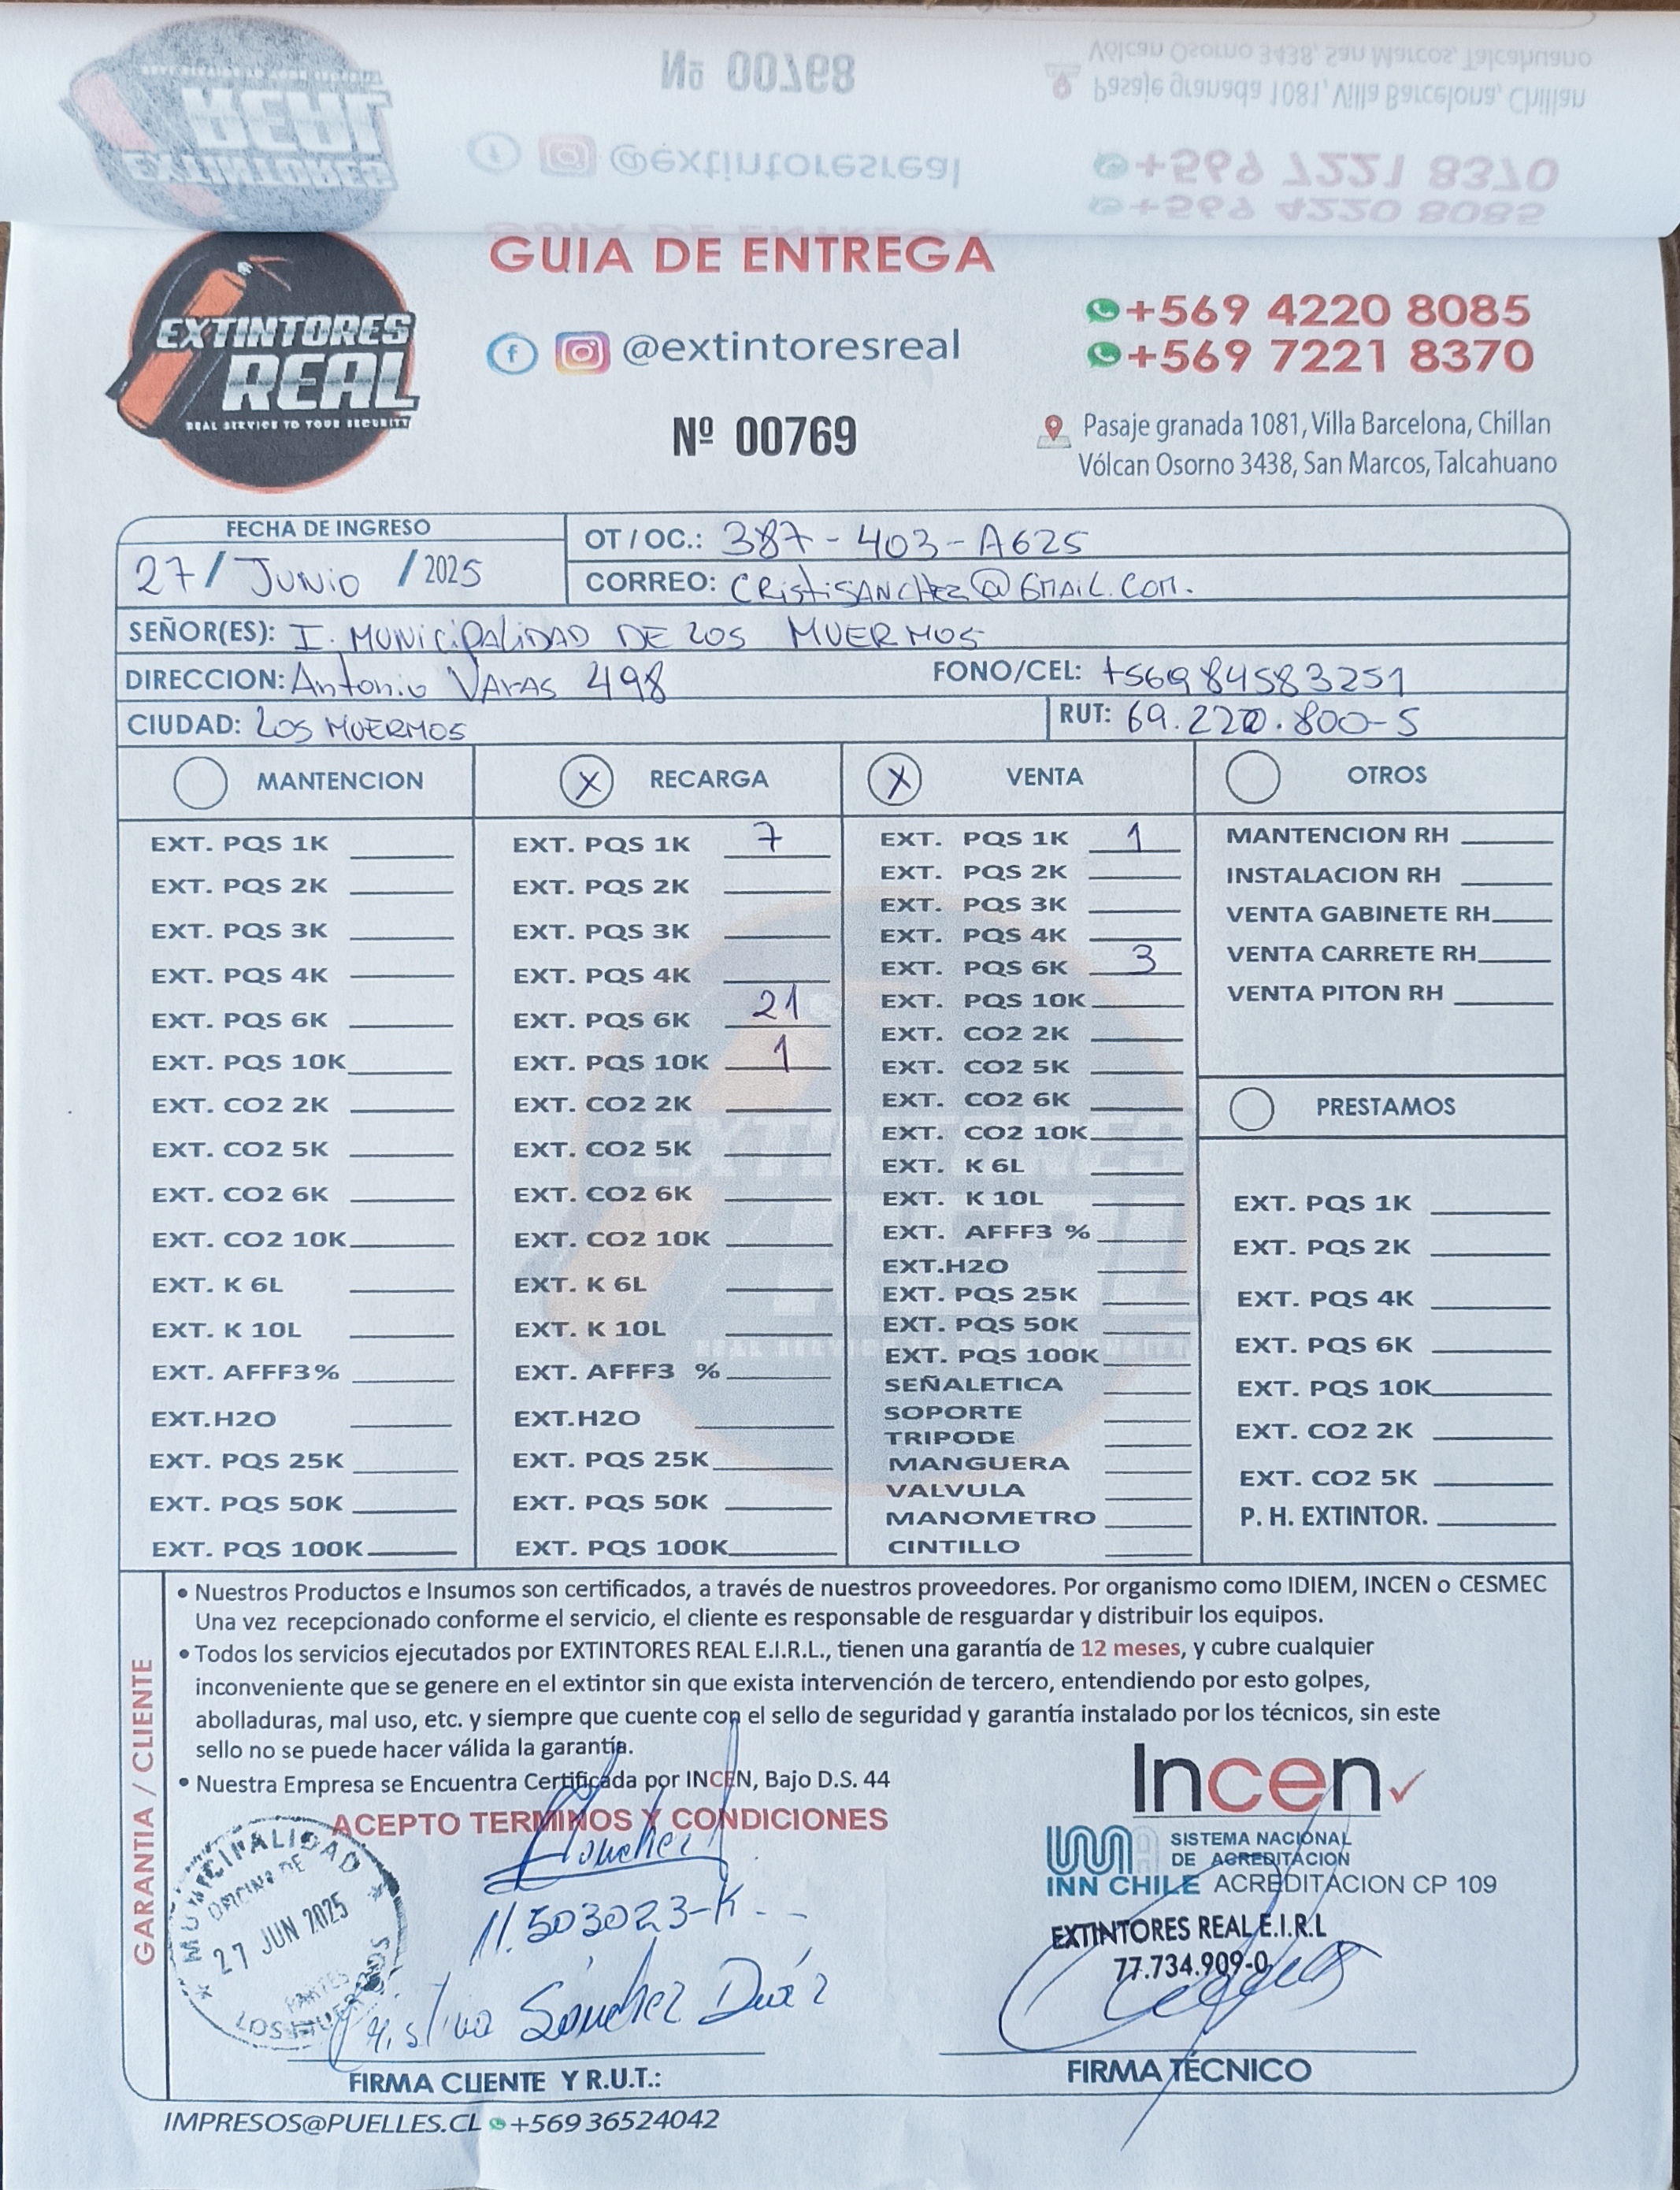 Nº 00768
Vólcan Osorno 3438, San Marcos, Talcahuano
Pasaje granada 1081, Villa Barcelona, Chillan
@extintoresreal
+569 7221 8370
+569 4220 8085
EXTINTORES
REAL
GUIA DE ENTREGA
EXTINTORES
REAL
REAL SERVICE TO YOUR SECURITY
@extintoresreal
+569 4220 8085
+569 7221 8370
Nº 00769
Pasaje granada 1081, Villa Barcelona, Chillan
Vólcan Osorno 3438, San Marcos, Talcahuano
FECHA DE INGRESO
27 / JUNIO / 2025
OT / OC.: 387-403-A625
CORREO: CRistiSANCHez@GMAiL.COM.
SEÑOR(ES): I. MUNiCiPALiDAD DE LOS MUERMOS
DIRECCION: Antonio VARAS 498 FONO/CEL: +56984583251
CIUDAD: LOS MUERMOS RUT: 69.220.800-5
MANTENCION
EXT. PQS 1K
EXT. PQS 2K
EXT. PQS 3K
EXT. PQS 4K
EXT. PQS 6K
EXT. PQS 10K
EXT. CO2 2K
EXT. CO2 5K
EXT. CO2 6K
EXT. CO2 10K
EXT. K 6L
EXT. K 10L
EXT. AFFF3%
EXT.H2O
EXT. PQS 25K
EXT. PQS 50K
EXT. PQS 100K
X RECARGA
EXT. PQS 1K 7
EXT. PQS 2K
EXT. PQS 3K
EXT. PQS 4K
EXT. PQS 6K 21
EXT. PQS 10K 1
EXT. CO2 2K
EXT. CO2 5K
EXT. CO2 6K
EXT. CO2 10K
EXT. K 6L
EXT. K 10L
EXT. AFFF3 %
EXT.H2O
EXT. PQS 25K
EXT. PQS 50K
EXT. PQS 100K
X VENTA
EXT. PQS 1K 1
EXT. PQS 2K
EXT. PQS 3K
EXT. PQS 4K
EXT. PQS 6K 3
EXT. PQS 10K
EXT. CO2 2K
EXT. CO2 5K
EXT. CO2 6K
EXT. CO2 10K
EXT. K 6L
EXT. K 10L
EXT. AFFF3 %
EXT.H2O
EXT. PQS 25K
EXT. PQS 50K
EXT. PQS 100K
SEÑALETICA
SOPORTE
TRIPODE
MANGUERA
VALVULA
MANOMETRO
CINTILLO
OTROS
MANTENCION RH
INSTALACION RH
VENTA GABINETE RH
VENTA CARRETE RH
VENTA PITON RH
PRESTAMOS
EXT. PQS 1K
EXT. PQS 2K
EXT. PQS 4K
EXT. PQS 6K
EXT. PQS 10K
EXT. CO2 2K
EXT. CO2 5K
P. H. EXTINTOR.
GARANTIA / CLIENTE
• Nuestros Productos e Insumos son certificados, a través de nuestros proveedores. Por organismo como IDIEM, INCEN o CESMEC
Una vez recepcionado conforme el servicio, el cliente es responsable de resguardar y distribuir los equipos.
• Todos los servicios ejecutados por EXTINTORES REAL E.I.R.L., tienen una garantía de 12 meses, y cubre cualquier
inconveniente que se genere en el extintor sin que exista intervención de tercero, entendiendo por esto golpes,
abolladuras, mal uso, etc. y siempre que cuente con el sello de seguridad y garantía instalado por los técnicos, sin este
sello no se puede hacer válida la garantía.
• Nuestra Empresa se Encuentra Certificada por INCEN, Bajo D.S. 44
ACEPTO TERMINOS Y CONDICIONES
MUNICIPALIDAD
OFICINA DE
27 JUN 2025
PARTES
LOS MUERMOS
11.503023-K
Cristina Sánchez Díaz
FIRMA CLIENTE Y R.U.T.:
Incen
SISTEMA NACIONAL
DE ACREDITACION
INN CHILE ACREDITACION CP 109
EXTINTORES REAL E.I.R.L
77.734.909-0
FIRMA TÉCNICO
IMPRESOS@PUELLES.CL +569 36524042